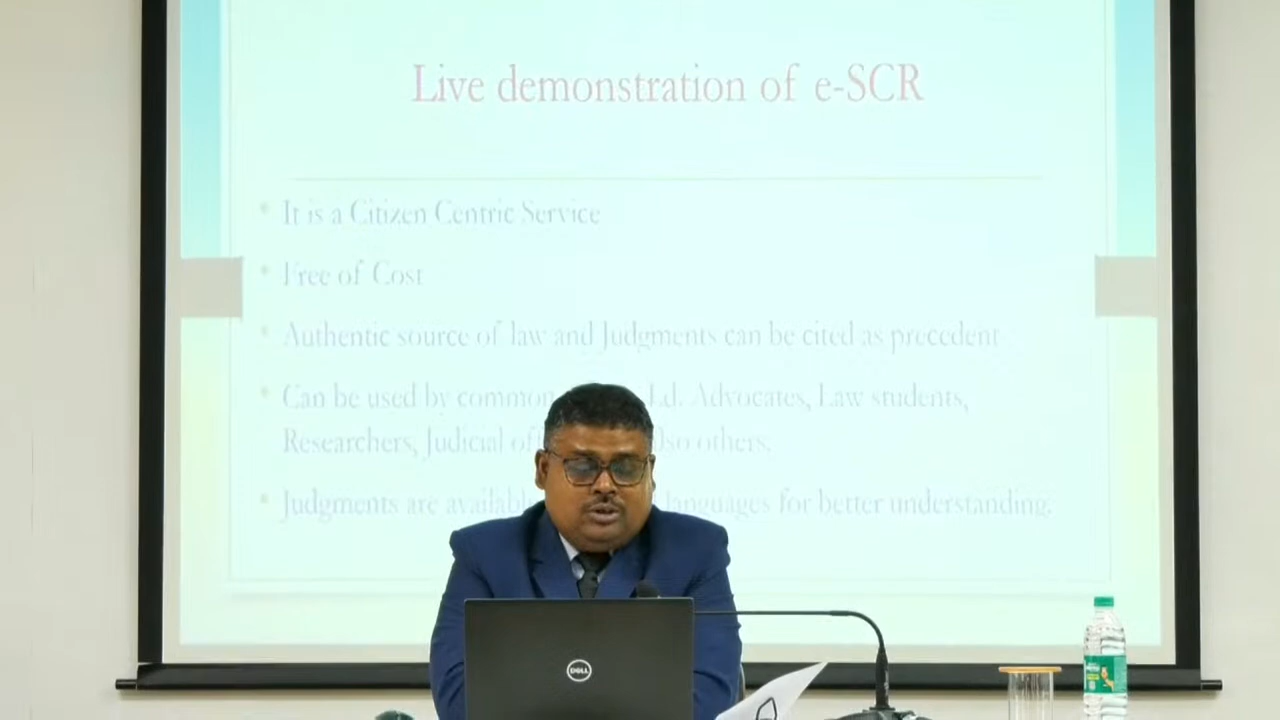 Live demonstration of e-SCR
It is a Citizen Centric Service
Free of Cost
Authentic source of law and Judgments can be cited as precedent
Can be used by common Ld. Advocates, Law students,
Researchers, Judicial others.
Judgments are available languages for better understanding.
DELL